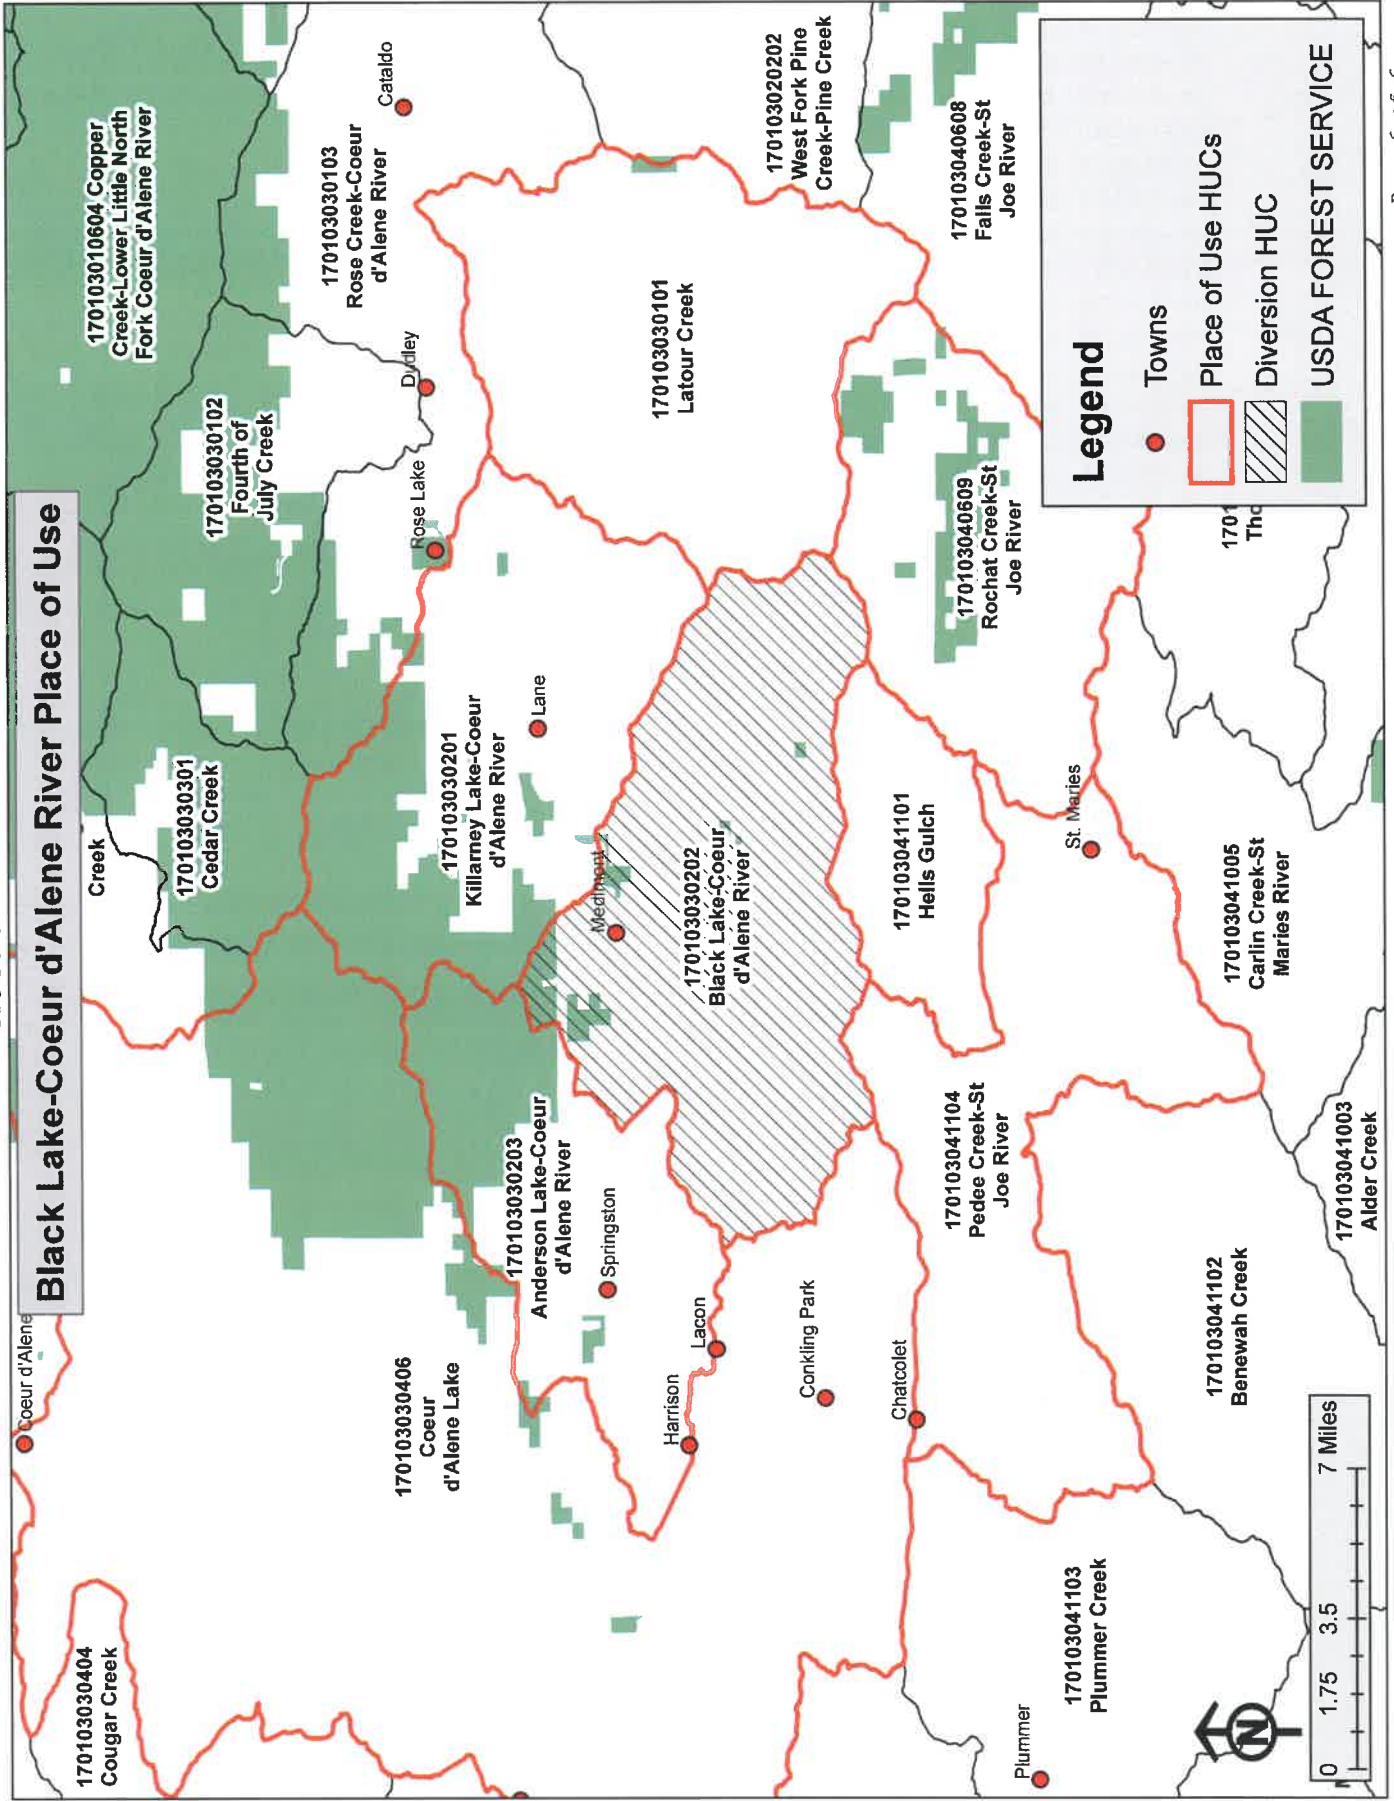 Black Lake-Coeur d'Alene River Place of Use
Coeur d'Alene
170103030404
Cougar Creek
Creek
170103030301
Cedar Creek
170103030102
Fourth of
July Creek
170103010604 Copper
Creek-Lower Little North
Fork Coeur d'Alene River
170103030103
Rose Creek-Coeur
d'Alene River
Cataldo
Dudley
Rose Lake
170103030406
Coeur
d'Alene Lake
170103030201
Killarney Lake-Coeur
d'Alene River
Lane
170103030203
Anderson Lake-Coeur
d'Alene River
Springston
Medimont
170103030202
Black Lake-Coeur
d'Alene River
170103030101
Latour Creek
170103020202
West Fork Pine
Creek-Pine Creek
Harrison
Lacon
Conkling Park
Chatcolet
170103041101
Hells Gulch
170103040609
Rochat Creek-St
Joe River
170103040608
Falls Creek-St
Joe River
170103041104
Pedee Creek-St
Joe River
St. Maries
Plummer
170103041103
Plummer Creek
170103041102
Benewah Creek
170103041005
Carlin Creek-St
Maries River
170103041003
Alder Creek
1701
Tho
Legend
Towns
Place of Use HUCs
Diversion HUC
USDA FOREST SERVICE
N
0 1.75 3.5 7 Miles